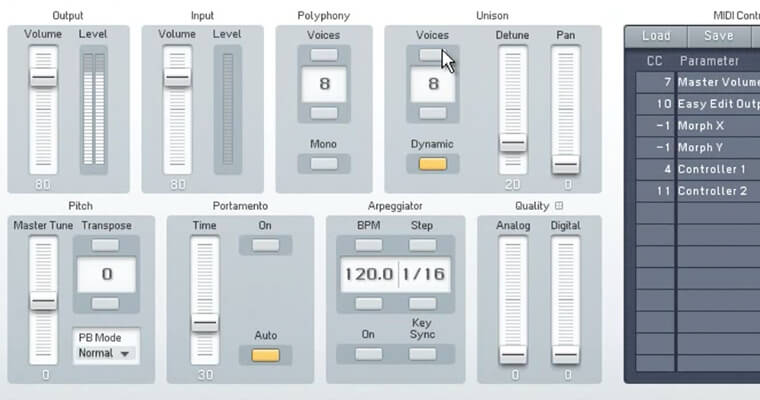 Output
Volume Level
80
Input
Volume Level
80
Polyphony
Voices
8
Mono
Unison
Voices Detune Pan
8
Dynamic
20 0
Pitch
Master Tune Transpose
0
PB Mode
Normal
0
Portamento
Time On
Auto
30
Arpeggiator
BPM Step
120.0 1/16
On Key
Sync
Quality
Analog Digital
0 0
MIDI Contr
Load Save
CC Parameter
7 Master Volume
10 Easy Edit Outp
-1 Morph X
-1 Morph Y
4 Controller 1
11 Controller 2